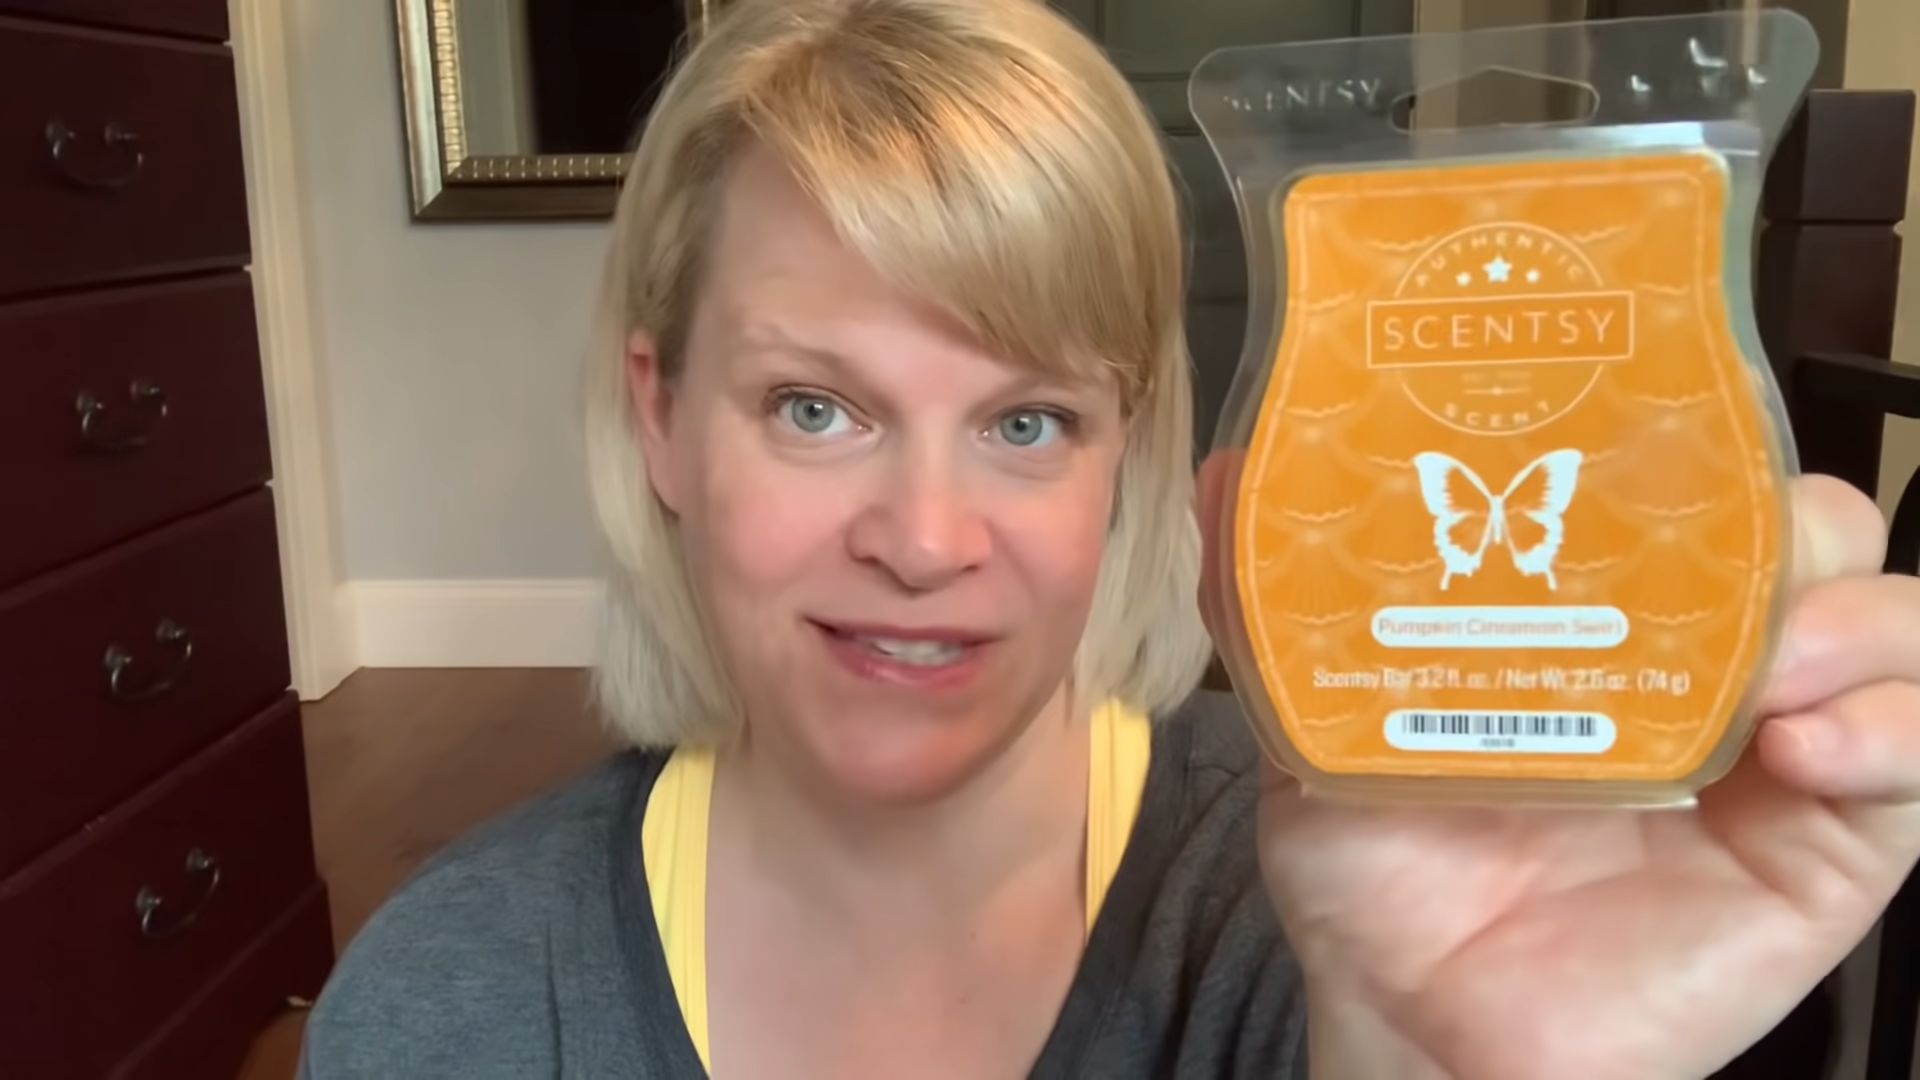 SCENTSY
AUTHENTIC
SCENTSY
SCENT
Pumpkin Cinnamon Swirl
Scentsy Bar 3.2 fl. oz. / Net Wt. 2.6 oz. (74 g)